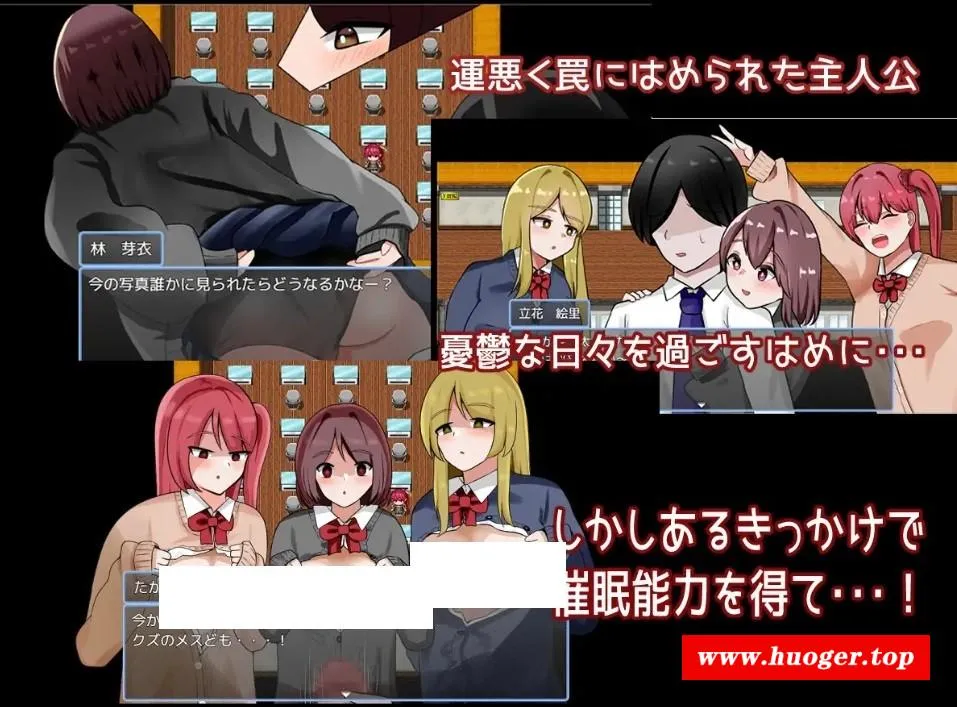 運悪く罠にはめられた主人公
林 芽衣
今の写真誰かに見られたらどうなるかなー?
立花 絵里
憂鬱な日々を過ごすはめに・・・
しかしあるきっかけで
催眠能力を得て・・・!
たか
今か
クズのメスども・・・!
www.huoger.top